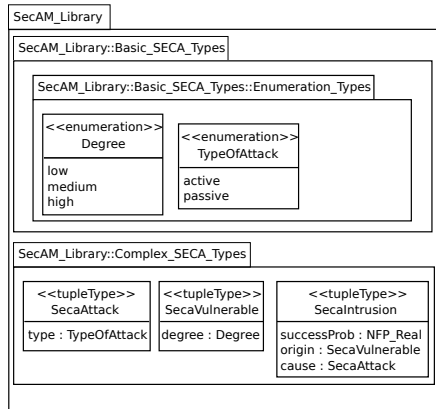 SecAM_Library
SecAM_Library::Basic_SECA_Types
SecAM_Library::Basic_SECA_Types::Enumeration_Types
<<enumeration>>
Degree
low
medium
high
<<enumeration>>
TypeOfAttack
active
passive
SecAM_Library::Complex_SECA_Types
<<tupleType>>
SecaAttack
type : TypeOfAttack
<<tupleType>>
SecaVulnerable
degree : Degree
<<tupleType>>
SecaIntrusion
successProb : NFP_Real
origin : SecaVulnerable
cause : SecaAttack